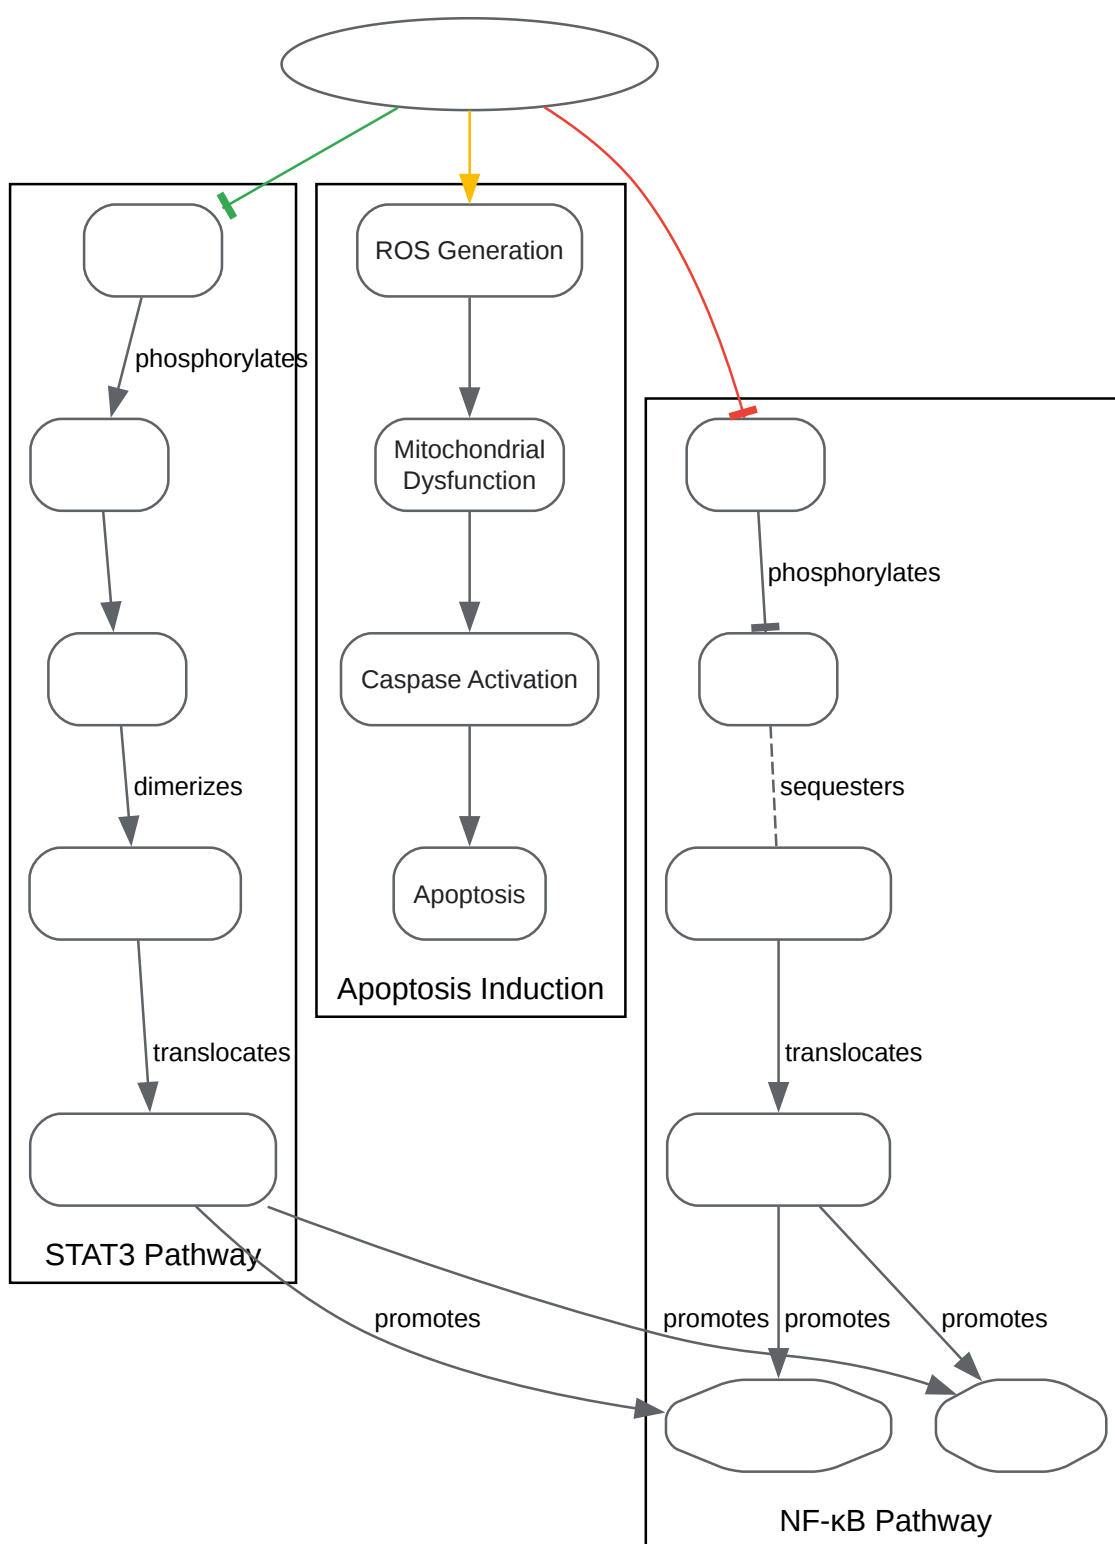 ROS Generation
phosphorylates
Mitochondrial
Dysfunction
phosphorylates
Caspase Activation
dimerizes
sequesters
Apoptosis
Apoptosis Induction
translocates
translocates
STAT3 Pathway
promotes
promotes
promotes
promotes
NF-κB Pathway